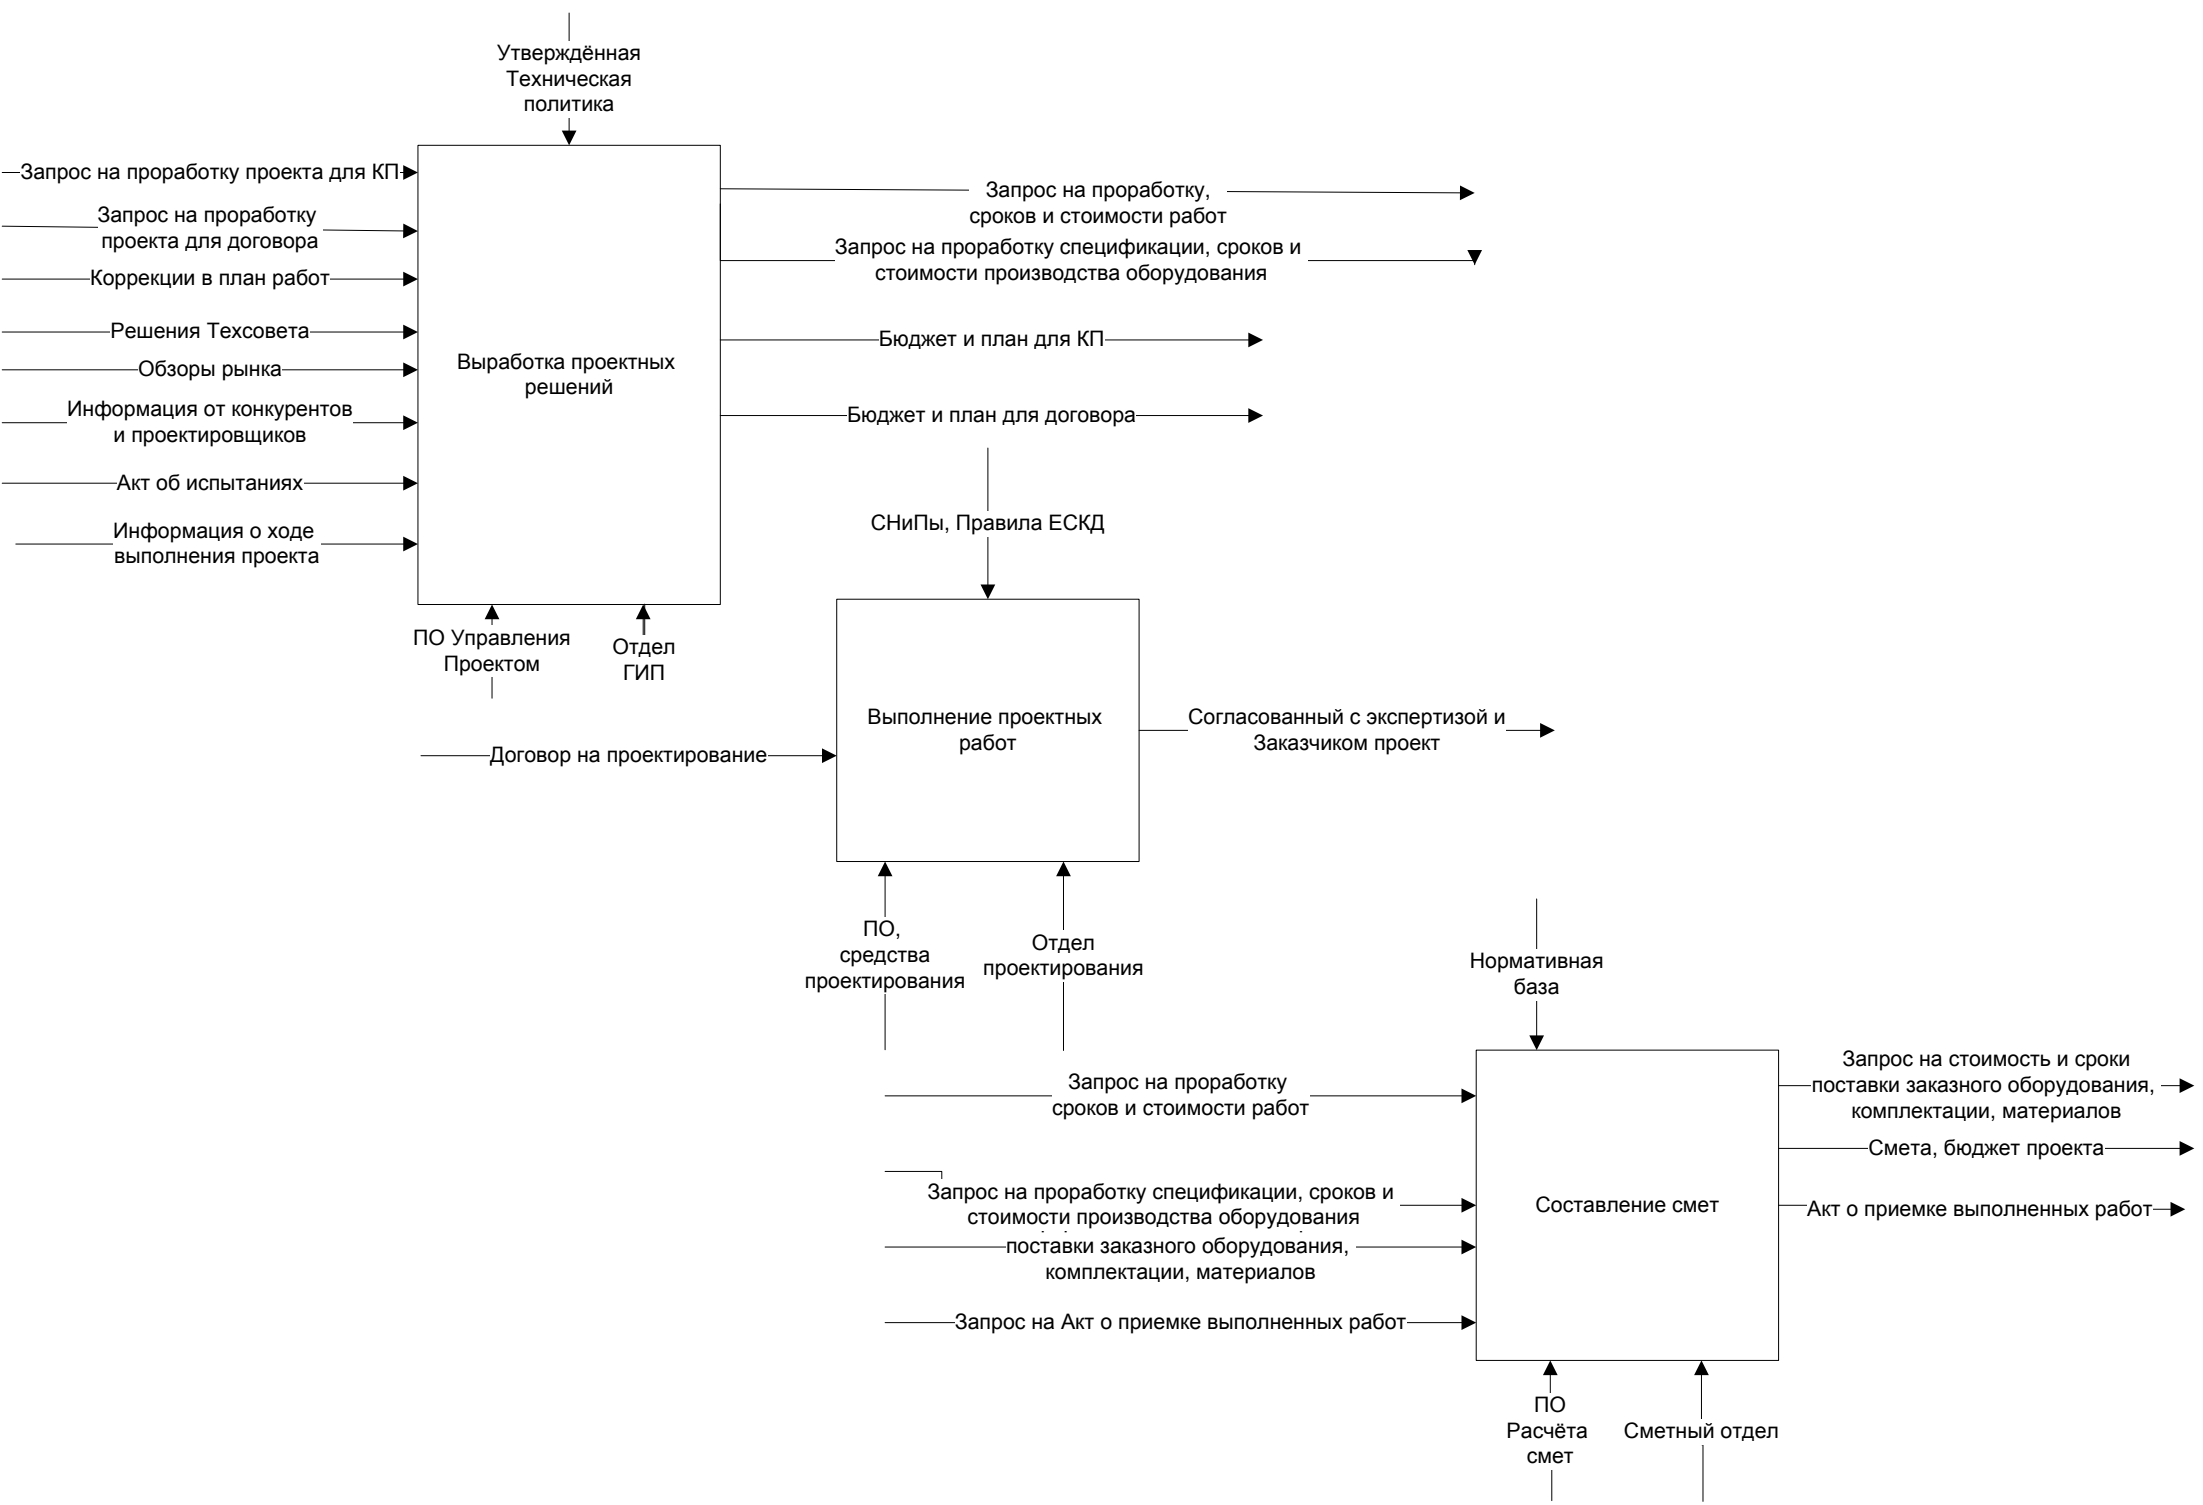 Утверждённая
Техническая
политика
Запрос на проработку проекта для КП
Запрос на проработку
проекта для договора
Коррекции в план работ
Решения Техсовета
Обзоры рынка
Информация от конкурентов
и проектировщиков
Акт об испытаниях
Информация о ходе
выполнения проекта
Выработка проектных
решений
Запрос на проработку,
сроков и стоимости работ
Запрос на проработку спецификации, сроков и
стоимости производства оборудования
Бюджет и план для КП
Бюджет и план для договора
ПО Управления
Проектом
Отдел
ГИП
СНиПы, Правила ЕСКД
Договор на проектирование
Выполнение проектных
работ
Согласованный с экспертизой и
Заказчиком проект
ПО,
средства
проектирования
Отдел
проектирования
Нормативная
база
Запрос на проработку
сроков и стоимости работ
Запрос на проработку спецификации, сроков и
стоимости производства оборудования
поставки заказного оборудования,
комплектации, материалов
Запрос на Акт о приемке выполненных работ
Составление смет
Запрос на стоимость и сроки
поставки заказного оборудования,
комплектации, материалов
Смета, бюджет проекта
Акт о приемке выполненных работ
ПО
Расчёта
смет
Сметный отдел